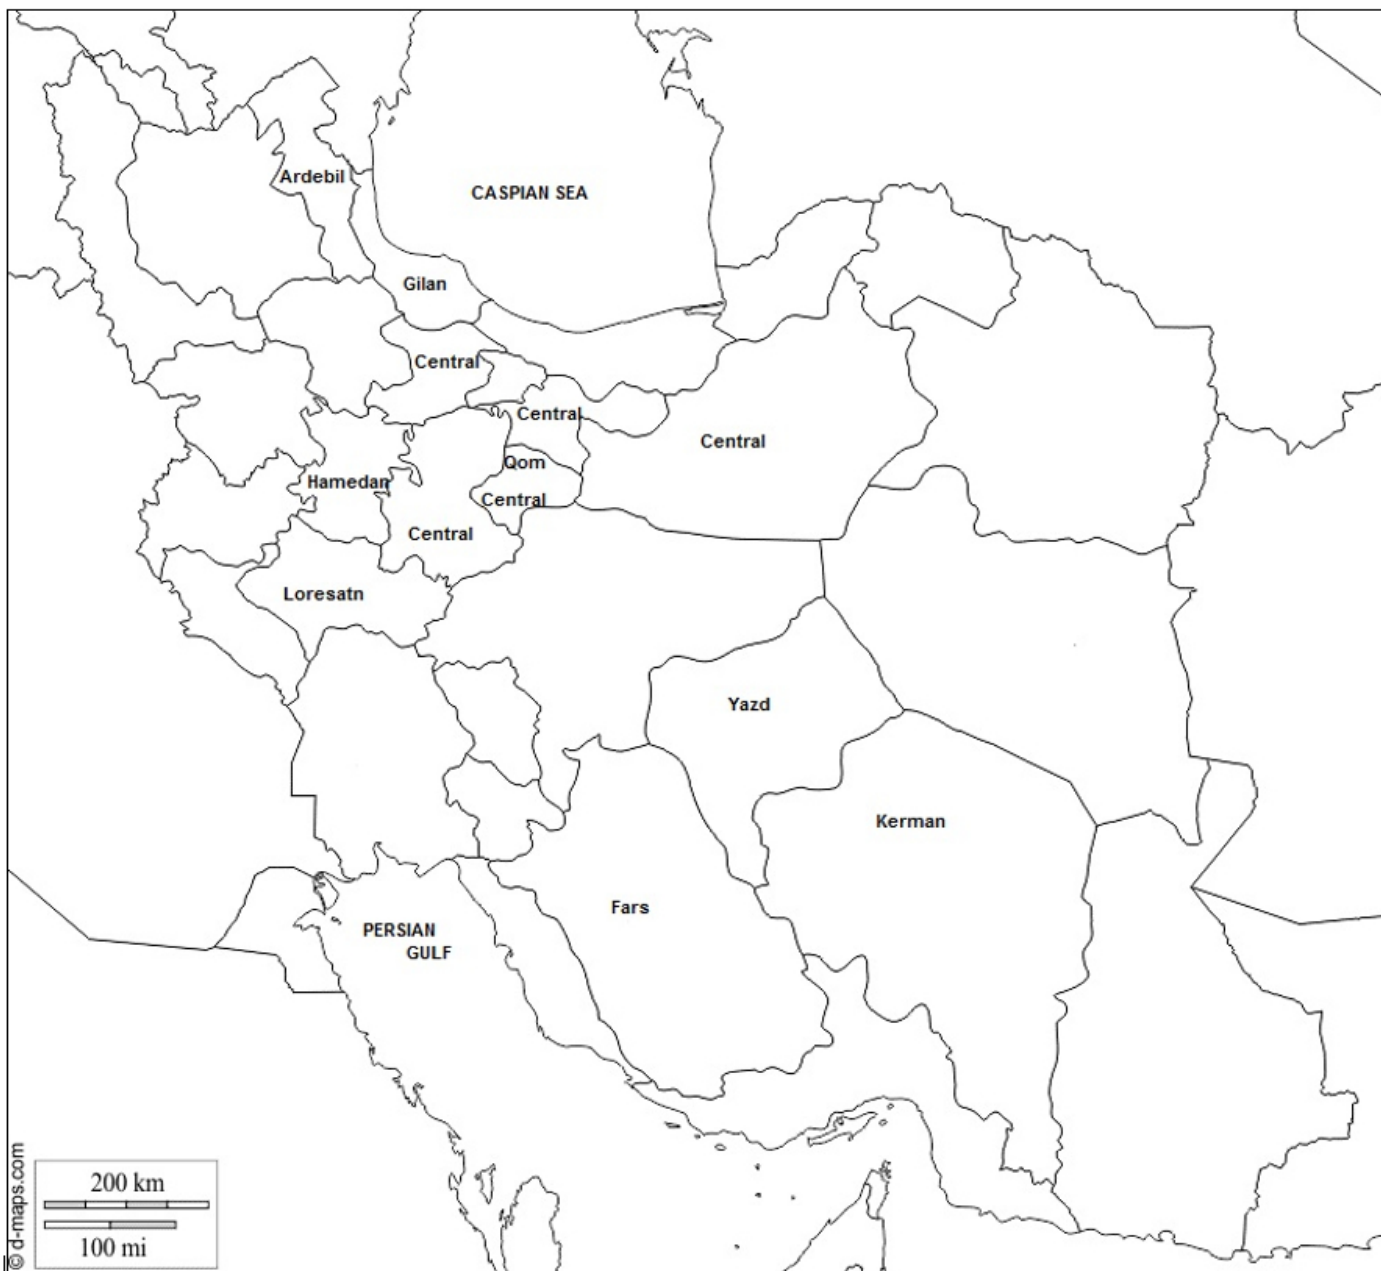 Ardebil
CASPIAN SEA
Gilan
Central
Central
Central
Qom
Hamedan
Central
Central
Loresatn
Yazd
Kerman
Fars
PERSIAN
GULF
200 km
100 mi
© d-maps.com